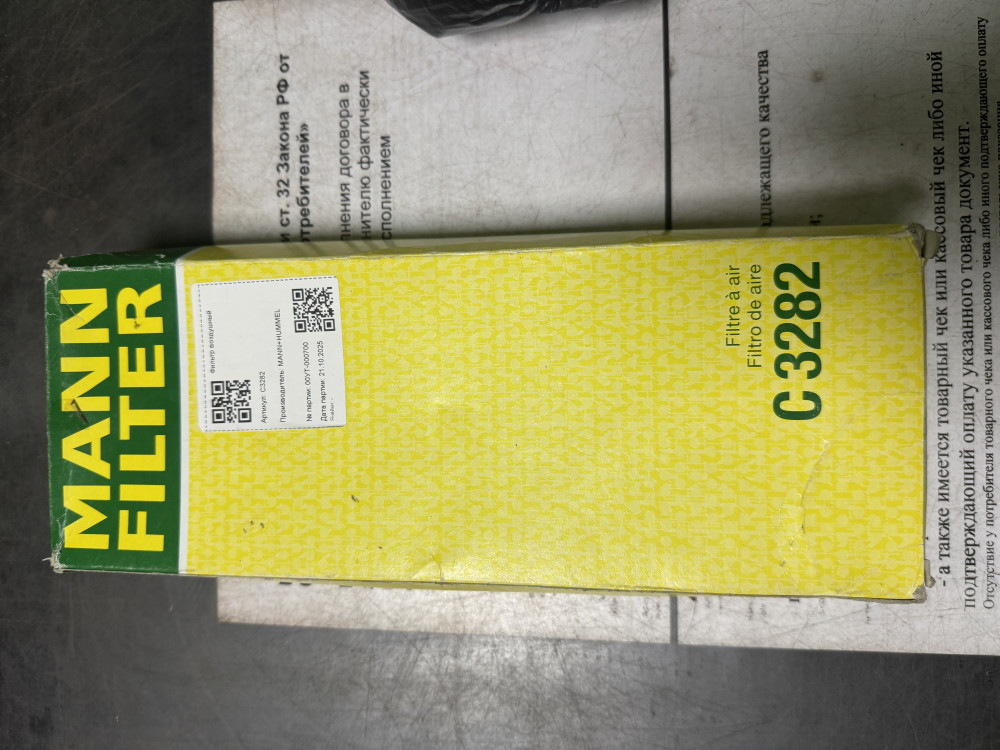 MANN
FILTER
Фильтр воздушный
Артикул: C3282
Производитель: MANN+HUMMEL
№ партии: 00УТ-000700
Дата партии: 21.10.2025
Filtre à air
Filtro de aire
C 3282
и ст. 32 Закона РФ от
требителей»
лнения договора в
нителю фактически
сполнением
длежащего качества
и;
- а также имеется товарный чек или кассовый чек либо иной
подтверждающий оплату указанного товара документ.
Отсутствие у потребителя товарного чека или кассового чека либо иного подтверждающего оплату